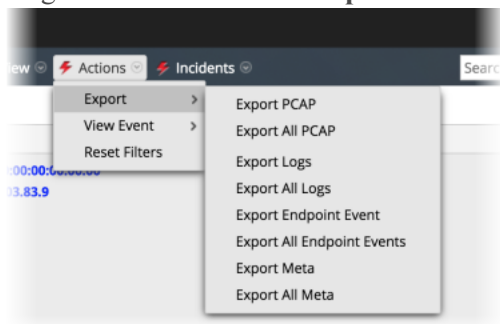 Actions
Incidents
Export
View Event
Reset Filters
Export PCAP
Export All PCAP
Export Logs
Export All Logs
Export Endpoint Event
Export All Endpoint Events
Export Meta
Export All Meta